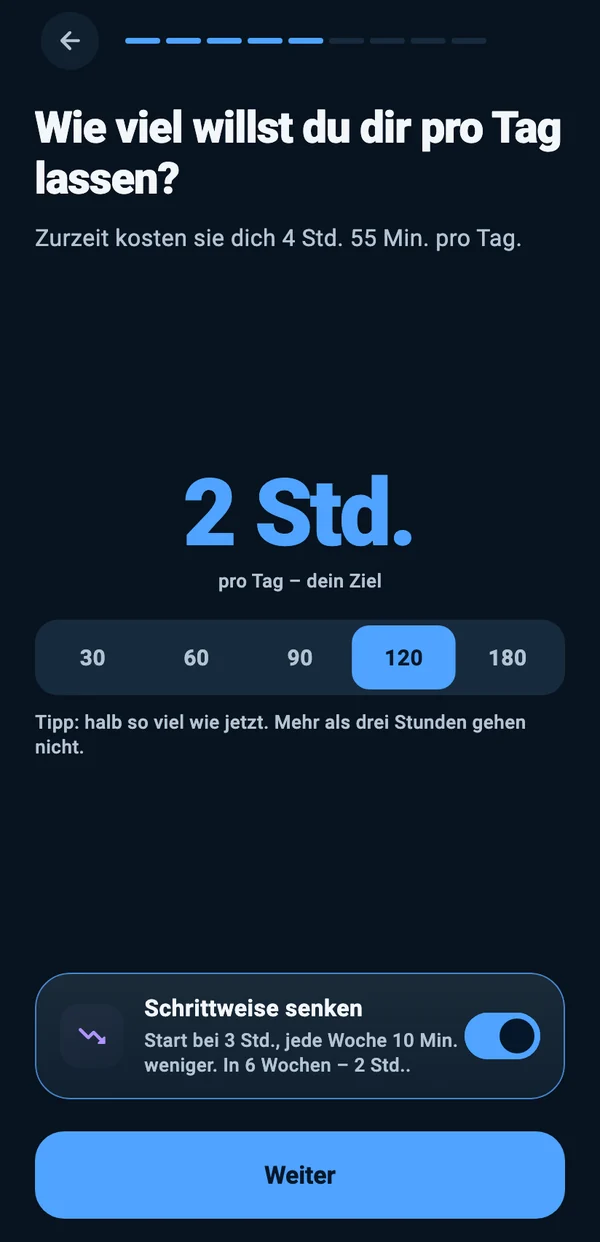 Wie viel willst du dir pro Tag
lassen?
Zurzeit kosten sie dich 4 Std. 55 Min. pro Tag.
2 Std.
pro Tag – dein Ziel
30 60 90 120 180
Tipp: halb so viel wie jetzt. Mehr als drei Stunden gehen
nicht.
Schrittweise senken
Start bei 3 Std., jede Woche 10 Min.
weniger. In 6 Wochen – 2 Std..
Weiter